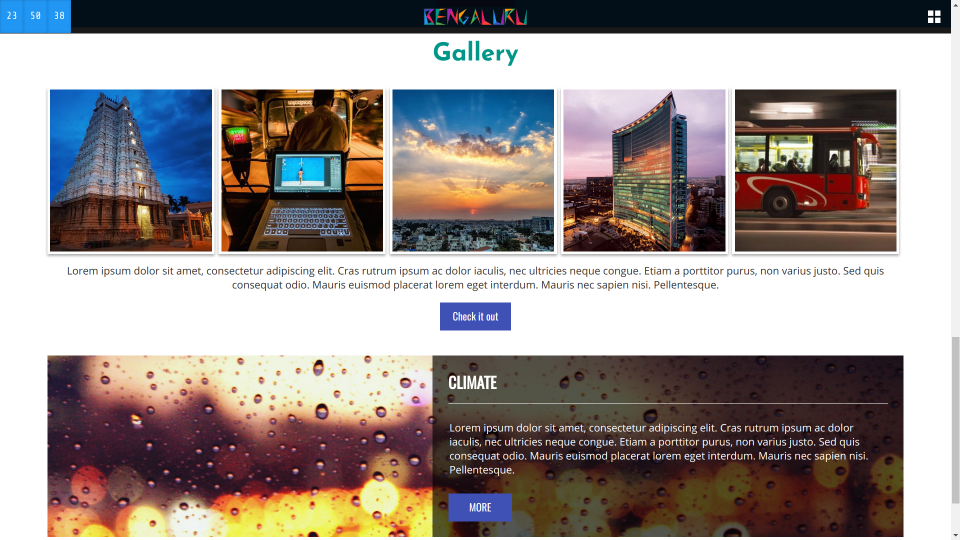 23 50 38
BENGALURU
Gallery
Lorem ipsum dolor sit amet, consectetur adipiscing elit. Cras rutrum ipsum ac dolor iaculis, nec ultricies neque congue. Etiam a porttitor purus, non varius justo. Sed quis
consequat odio. Mauris euismod placerat lorem eget interdum. Mauris nec sapien nisi. Pellentesque.
Check it out
CLIMATE
Lorem ipsum dolor sit amet, consectetur adipiscing elit. Cras rutrum ipsum ac dolor
iaculis, nec ultricies neque congue. Etiam a porttitor purus, non varius justo. Sed quis
consequat odio. Mauris euismod placerat lorem eget interdum. Mauris nec sapien nisi.
Pellentesque.
MORE